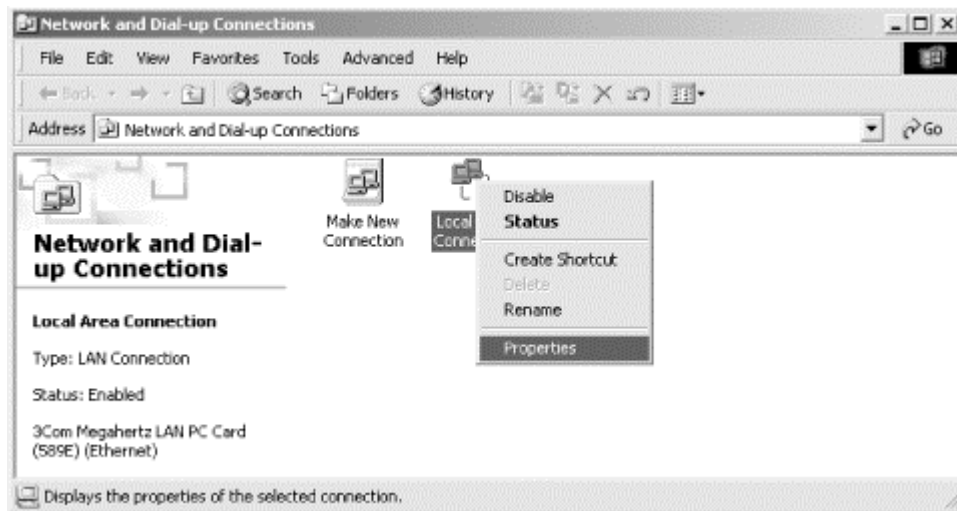 Network and Dial-up Connections
File Edit View Favorites Tools Advanced Help
Back Search Folders History
Address Network and Dial-up Connections Go
Make New
Connection
Local
Conne
Disable
Status
Create Shortcut
Delete
Rename
Properties
Network and Dial-
up Connections
Local Area Connection
Type: LAN Connection
Status: Enabled
3Com Megahertz LAN PC Card
(589E) (Ethernet)
Displays the properties of the selected connection.